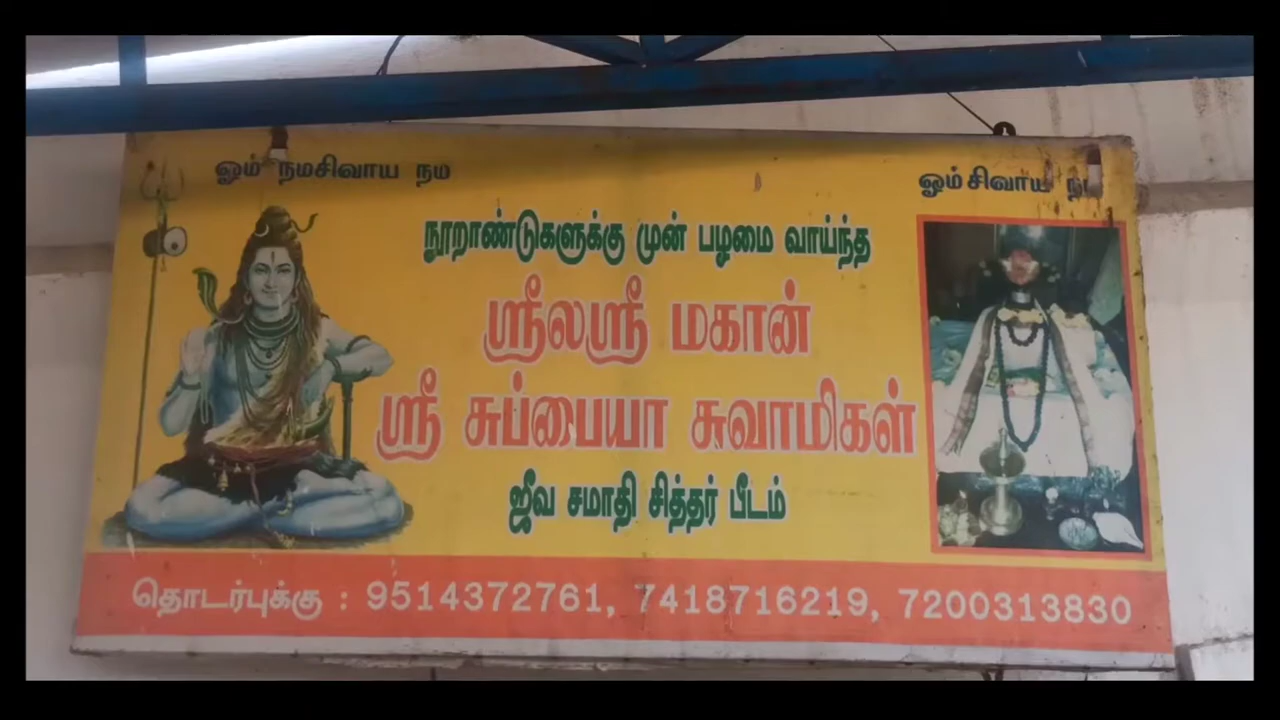 ஓம் நமசிவாய நம
ஓம் சிவாய
நூறாண்டுகளுக்கு முன் பழமை வாய்ந்த
ஸ்ரீலஸ்ரீ மகான்
ஸ்ரீ சுப்பையா சுவாமிகள்
ஜீவ சமாதி சித்தர் பீடம்
தொடர்புக்கு : 9514372761, 7418716219, 7200313830